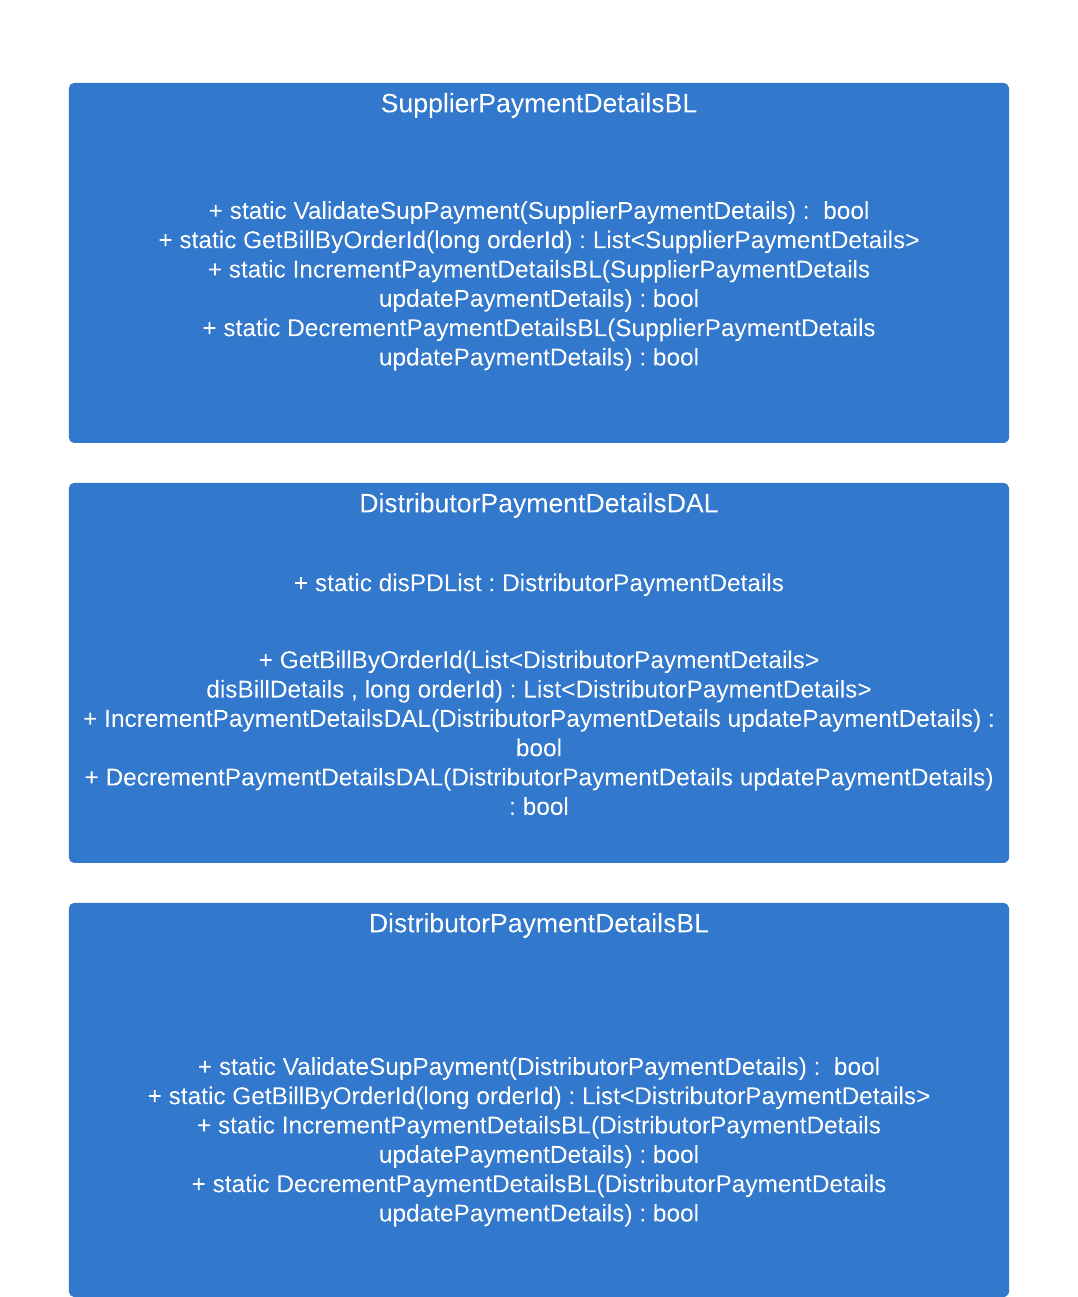 SupplierPaymentDetailsBL
+ static ValidateSupPayment(SupplierPaymentDetails) :  bool
+ static GetBillByOrderId(long orderId) : List<SupplierPaymentDetails>
+ static IncrementPaymentDetailsBL(SupplierPaymentDetails
updatePaymentDetails) : bool
+ static DecrementPaymentDetailsBL(SupplierPaymentDetails
updatePaymentDetails) : bool
DistributorPaymentDetailsDAL
+ static disPDList : DistributorPaymentDetails
+ GetBillByOrderId(List<DistributorPaymentDetails>
disBillDetails , long orderId) : List<DistributorPaymentDetails>
+ IncrementPaymentDetailsDAL(DistributorPaymentDetails updatePaymentDetails) :
bool
+ DecrementPaymentDetailsDAL(DistributorPaymentDetails updatePaymentDetails)
: bool
DistributorPaymentDetailsBL
+ static ValidateSupPayment(DistributorPaymentDetails) :  bool
+ static GetBillByOrderId(long orderId) : List<DistributorPaymentDetails>
+ static IncrementPaymentDetailsBL(DistributorPaymentDetails
updatePaymentDetails) : bool
+ static DecrementPaymentDetailsBL(DistributorPaymentDetails
updatePaymentDetails) : bool